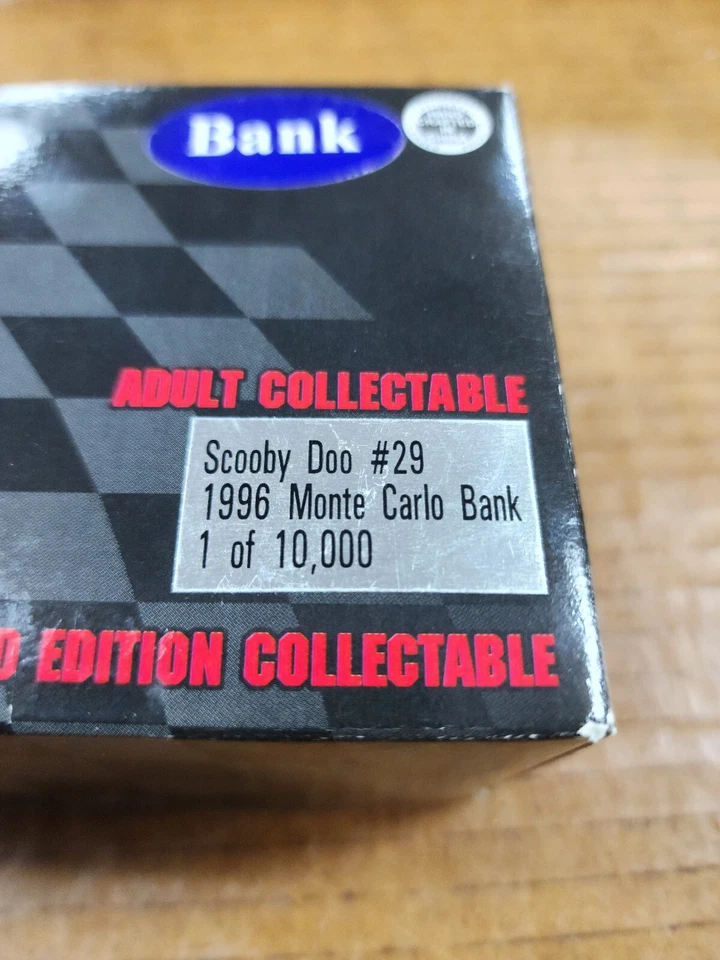 Bank
ADULT COLLECTABLE
Scooby Doo #29
1996 Monte Carlo Bank
1 of 10,000
D EDITION COLLECTABLE